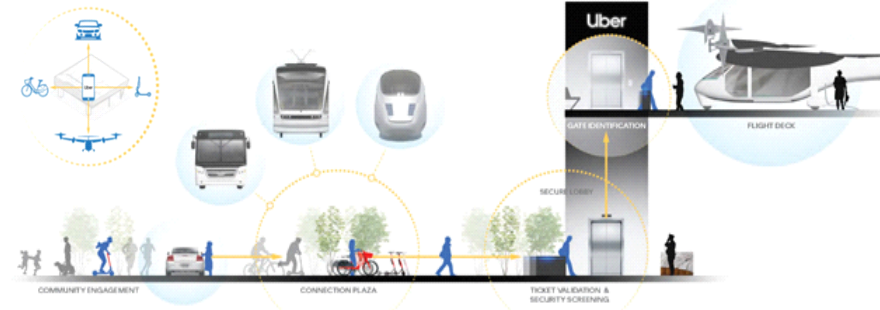 Uber
Uber
GATE IDENTIFICATION
FLIGHT DECK
SECURE LOBBY
COMMUNITY ENGAGEMENT
CONNECTION PLAZA
TICKET VALIDATION &
SECURITY SCREENING